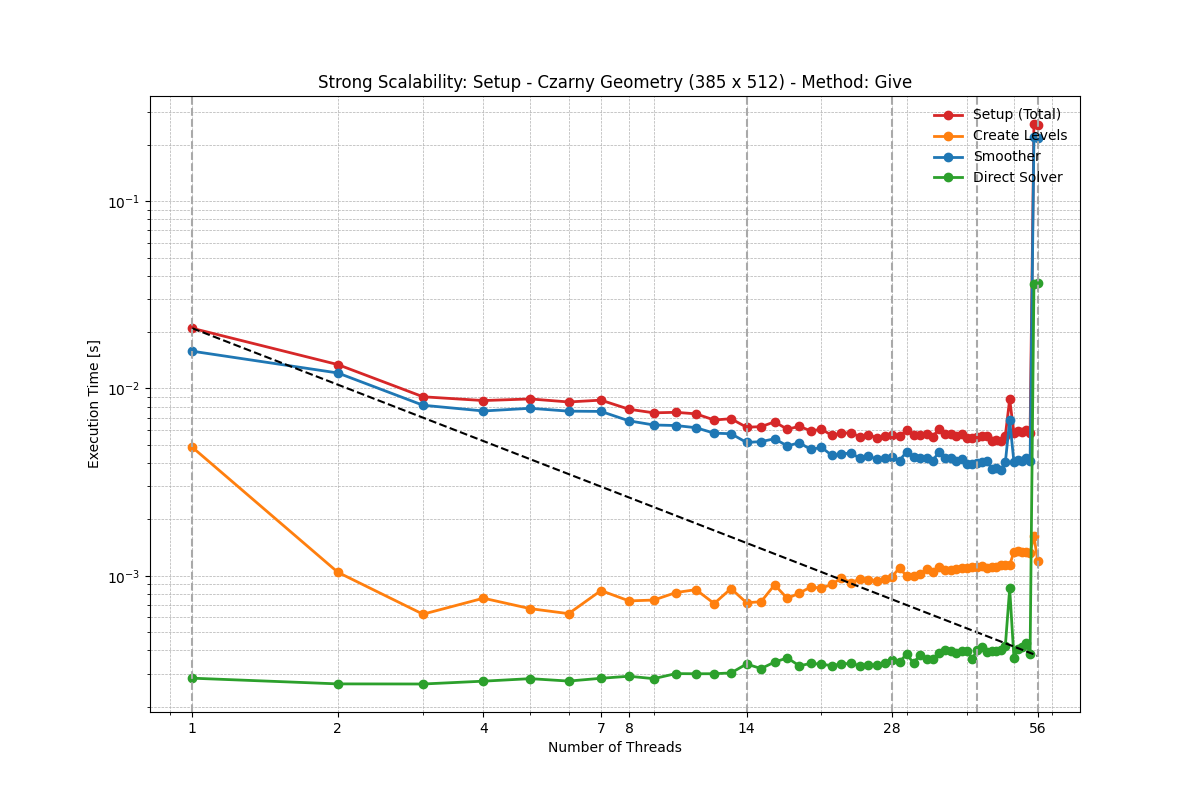 Strong Scalability: Setup - Czarny Geometry (385 x 512) - Method: Give
Setup (Total)
Create Levels
Smoother
Direct Solver
Execution Time [s]
10⁻¹
10⁻²
10⁻³
1 2 4 7 8 14 28 56
Number of Threads